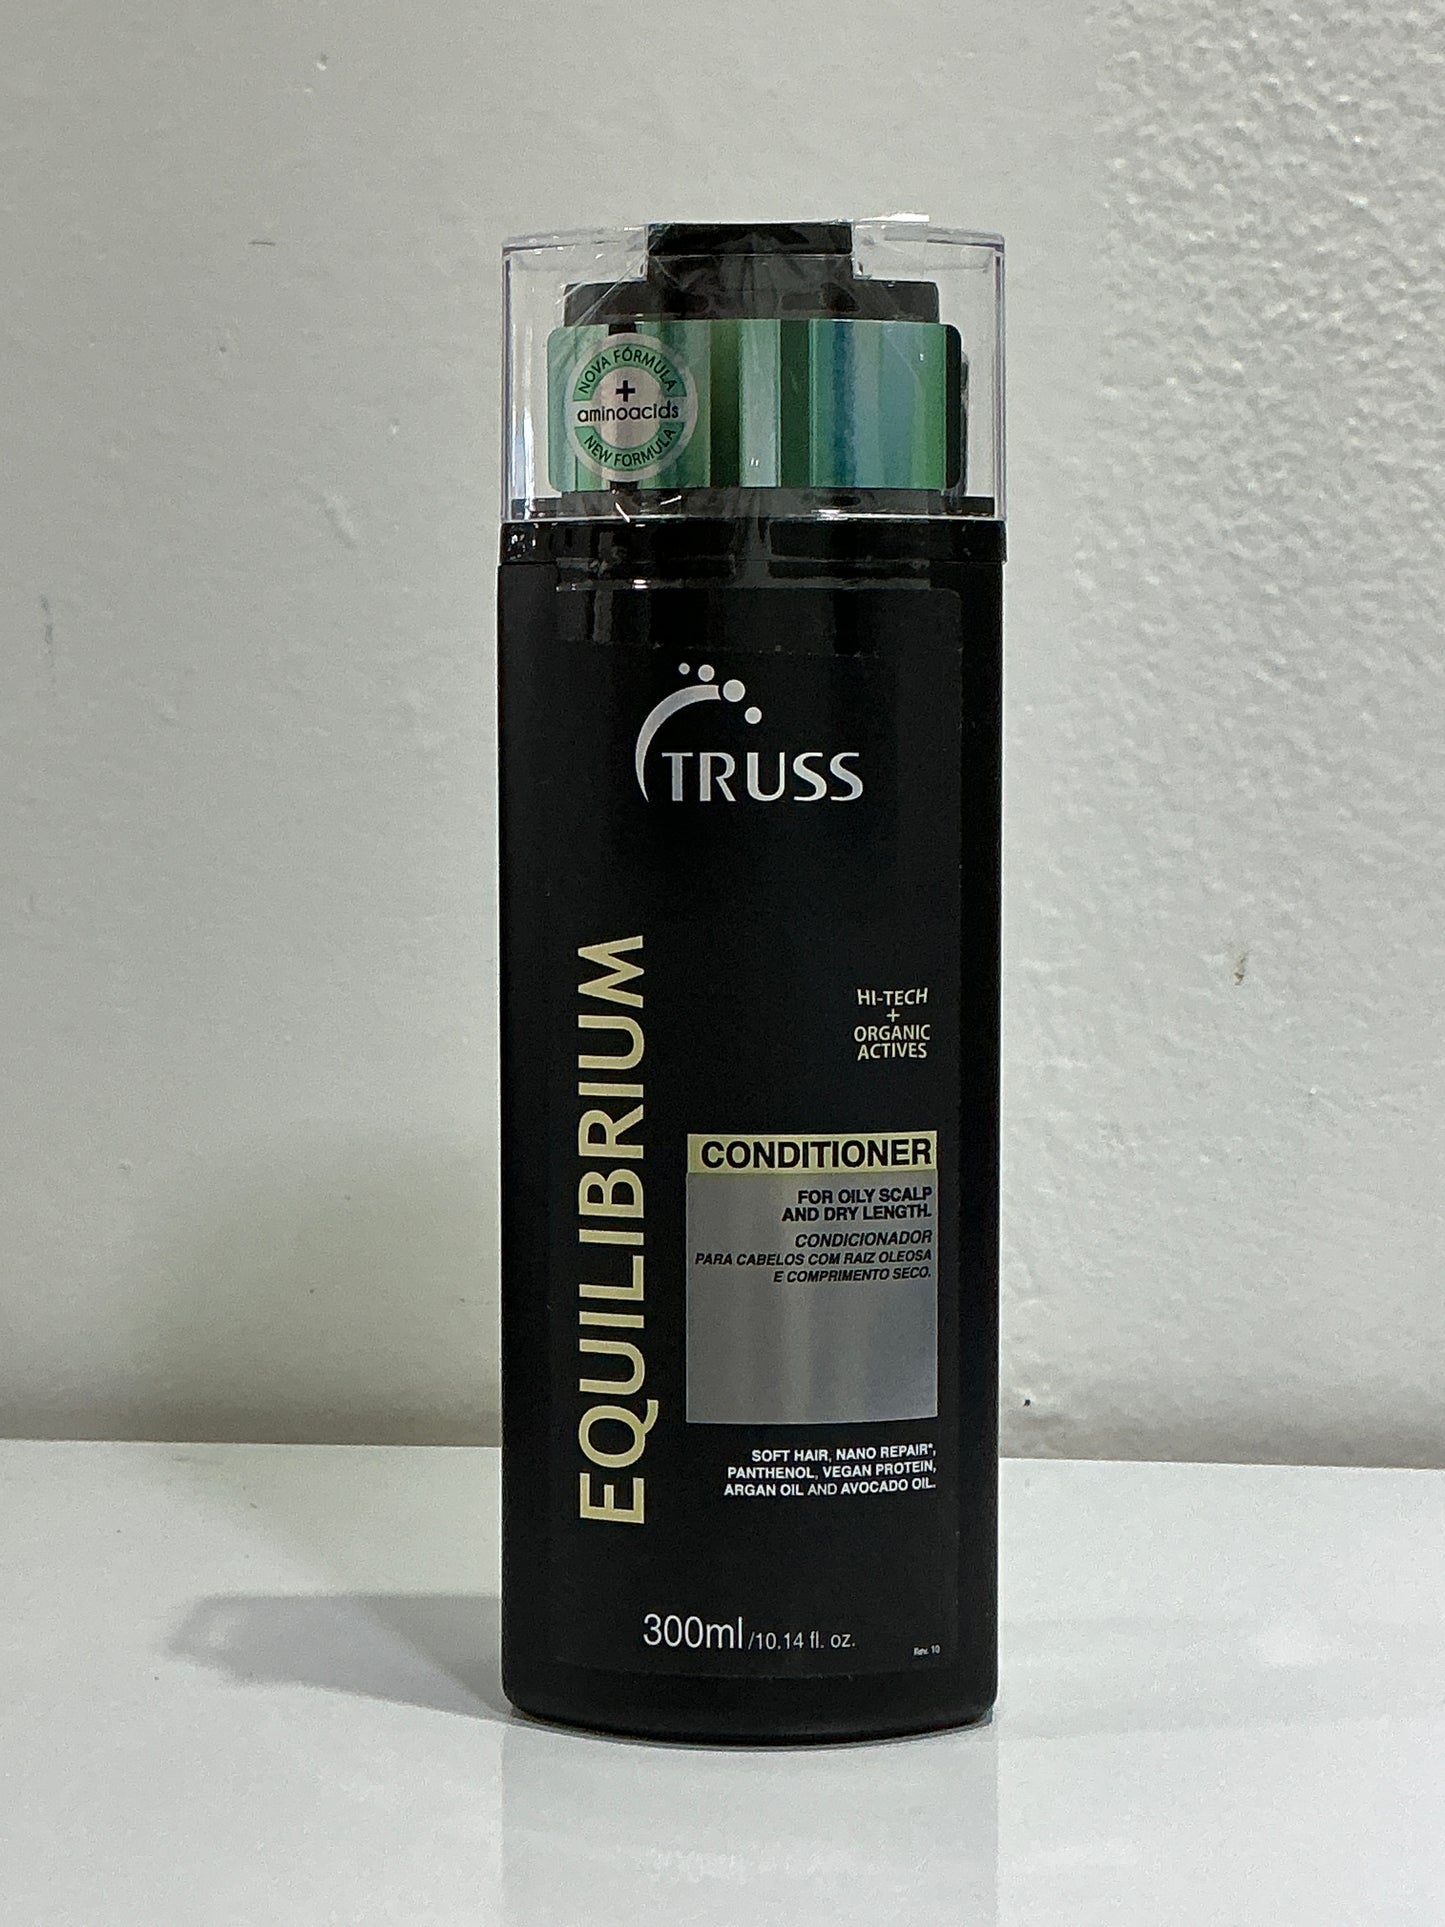 NOVA FÓRMULA
+
aminoacids
NEW FORMULA
TRUSS
EQUILIBRIUM
HI-TECH
+
ORGANIC
ACTIVES
CONDITIONER
FOR OILY SCALP
AND DRY LENGTH.
CONDICIONADOR
PARA CABELOS COM RAIZ OLEOSA
E COMPRIMENTO SECO.
SOFT HAIR, NANO REPAIR*,
PANTHENOL, VEGAN PROTEIN,
ARGAN OIL AND AVOCADO OIL.
300ml/10.14 fl. oz.
Rev. 10